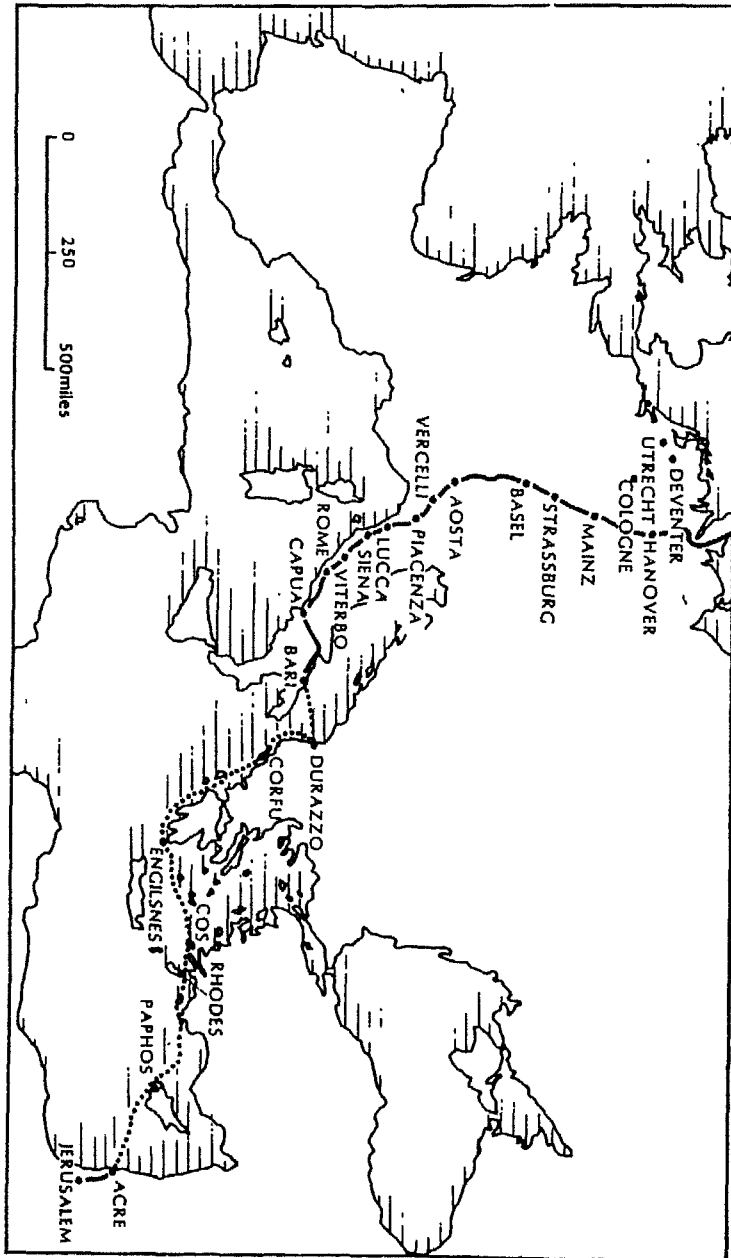 DEVENTER
UTRECHT
HANOVER
COLOGNE
MAINZ
STRASSBURG
BASEL
AOSTA
VERCELLI
PIACENZA
LUCCA
SIENA
VITERBO
ROME
CAPUA
BARI
DURAZZO
CORFU
ENGILSNES
COS
RHODES
PAPHOS
ACRE
JERUSALEM
0 250 500miles